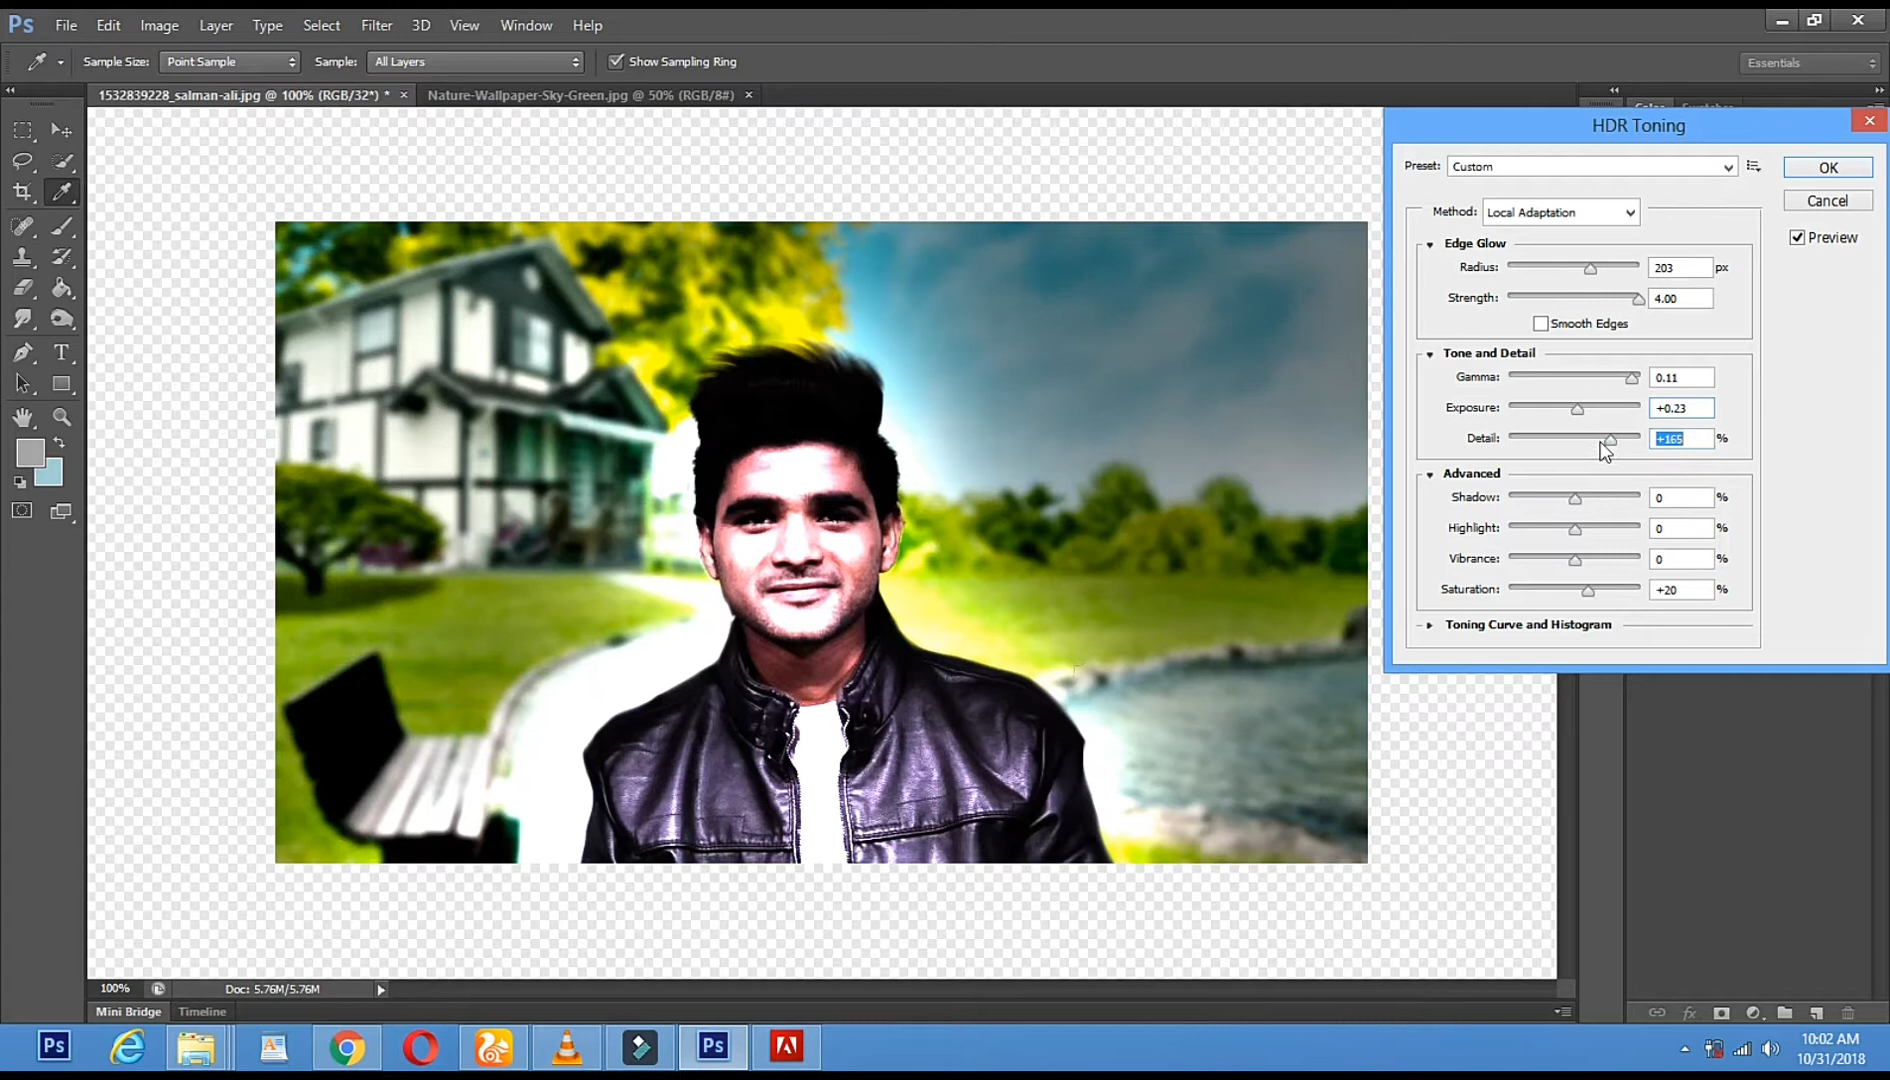 Ps File Edit Image Layer Type Select Filter 3D View Window Help
Sample Size: Point Sample Sample: All Layers Show Sampling Ring Essentials
1532839228_salman-ali.jpg @ 100% (RGB/32*) * × Nature-Wallpaper-Sky-Green.jpg @ 50% (RGB/8#) ×
Color Swatches
HDR Toning
Preset: Custom OK
Cancel
Method: Local Adaptation
Preview
Edge Glow
Radius: 203 px
Strength: 4.00
Smooth Edges
Tone and Detail
Gamma: 0.11
Exposure: +0.23
Detail: +165 %
Advanced
Shadow: 0 %
Highlight: 0 %
Vibrance: 0 %
Saturation: +20 %
Toning Curve and Histogram
T
100% Doc: 5.76M/5.76M
fx
Mini Bridge Timeline
Ps Ps
10:02 AM
10/31/2018